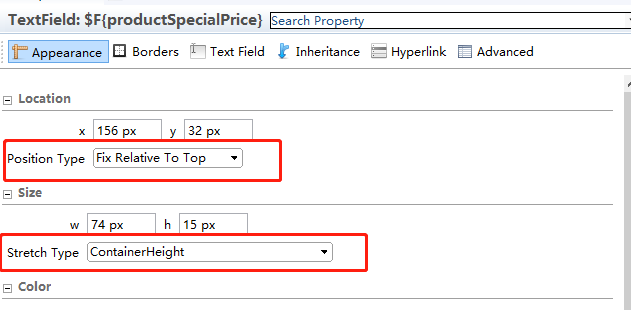 TextField: $F{productSpecialPrice}
Search Property
Appearance
Borders
Text Field
Inheritance
Hyperlink
Advanced
Location
x 156 px y 32 px
Position Type Fix Relative To Top
Size
w 74 px h 15 px
Stretch Type ContainerHeight
Color